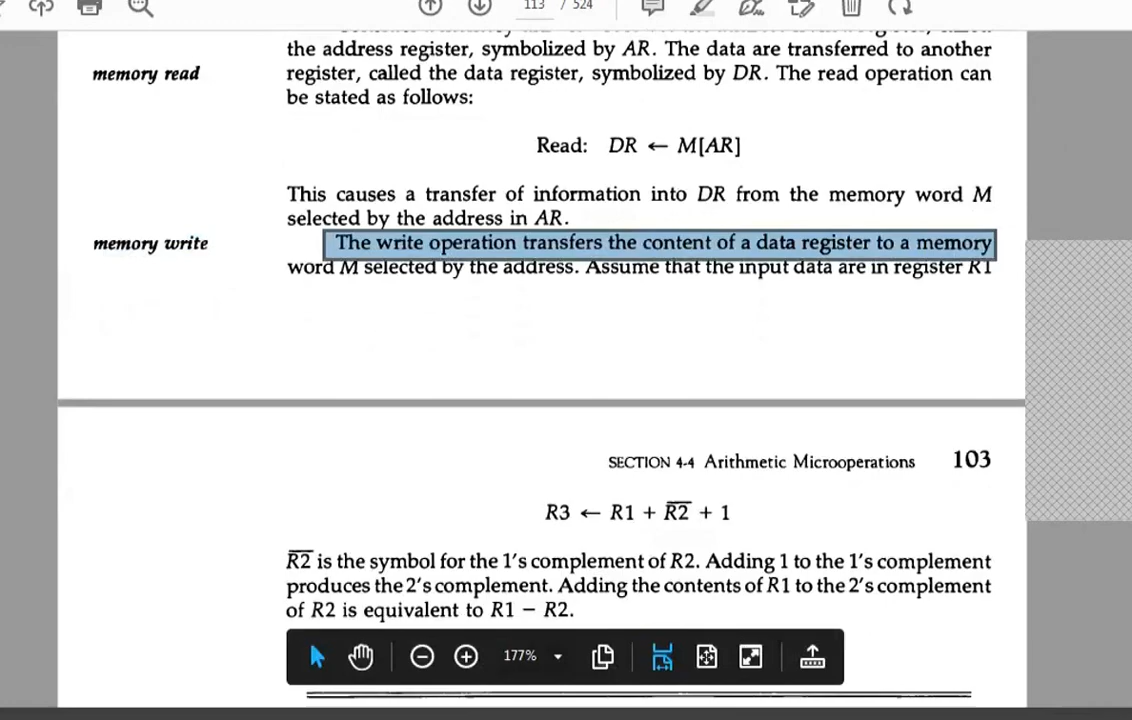 113 / 524
the address register, symbolized by AR. The data are transferred to another
memory read
register, called the data register, symbolized by DR. The read operation can
be stated as follows:
Read: DR ← M[AR]
This causes a transfer of information into DR from the memory word M
selected by the address in AR.
memory write
The write operation transfers the content of a data register to a memory
word M selected by the address. Assume that the input data are in register R1
SECTION 4-4 Arithmetic Microoperations 103
R3 ← R1 + R2̅ + 1
R2̅ is the symbol for the 1's complement of R2. Adding 1 to the 1's complement
produces the 2's complement. Adding the contents of R1 to the 2's complement
of R2 is equivalent to R1 − R2.
177%